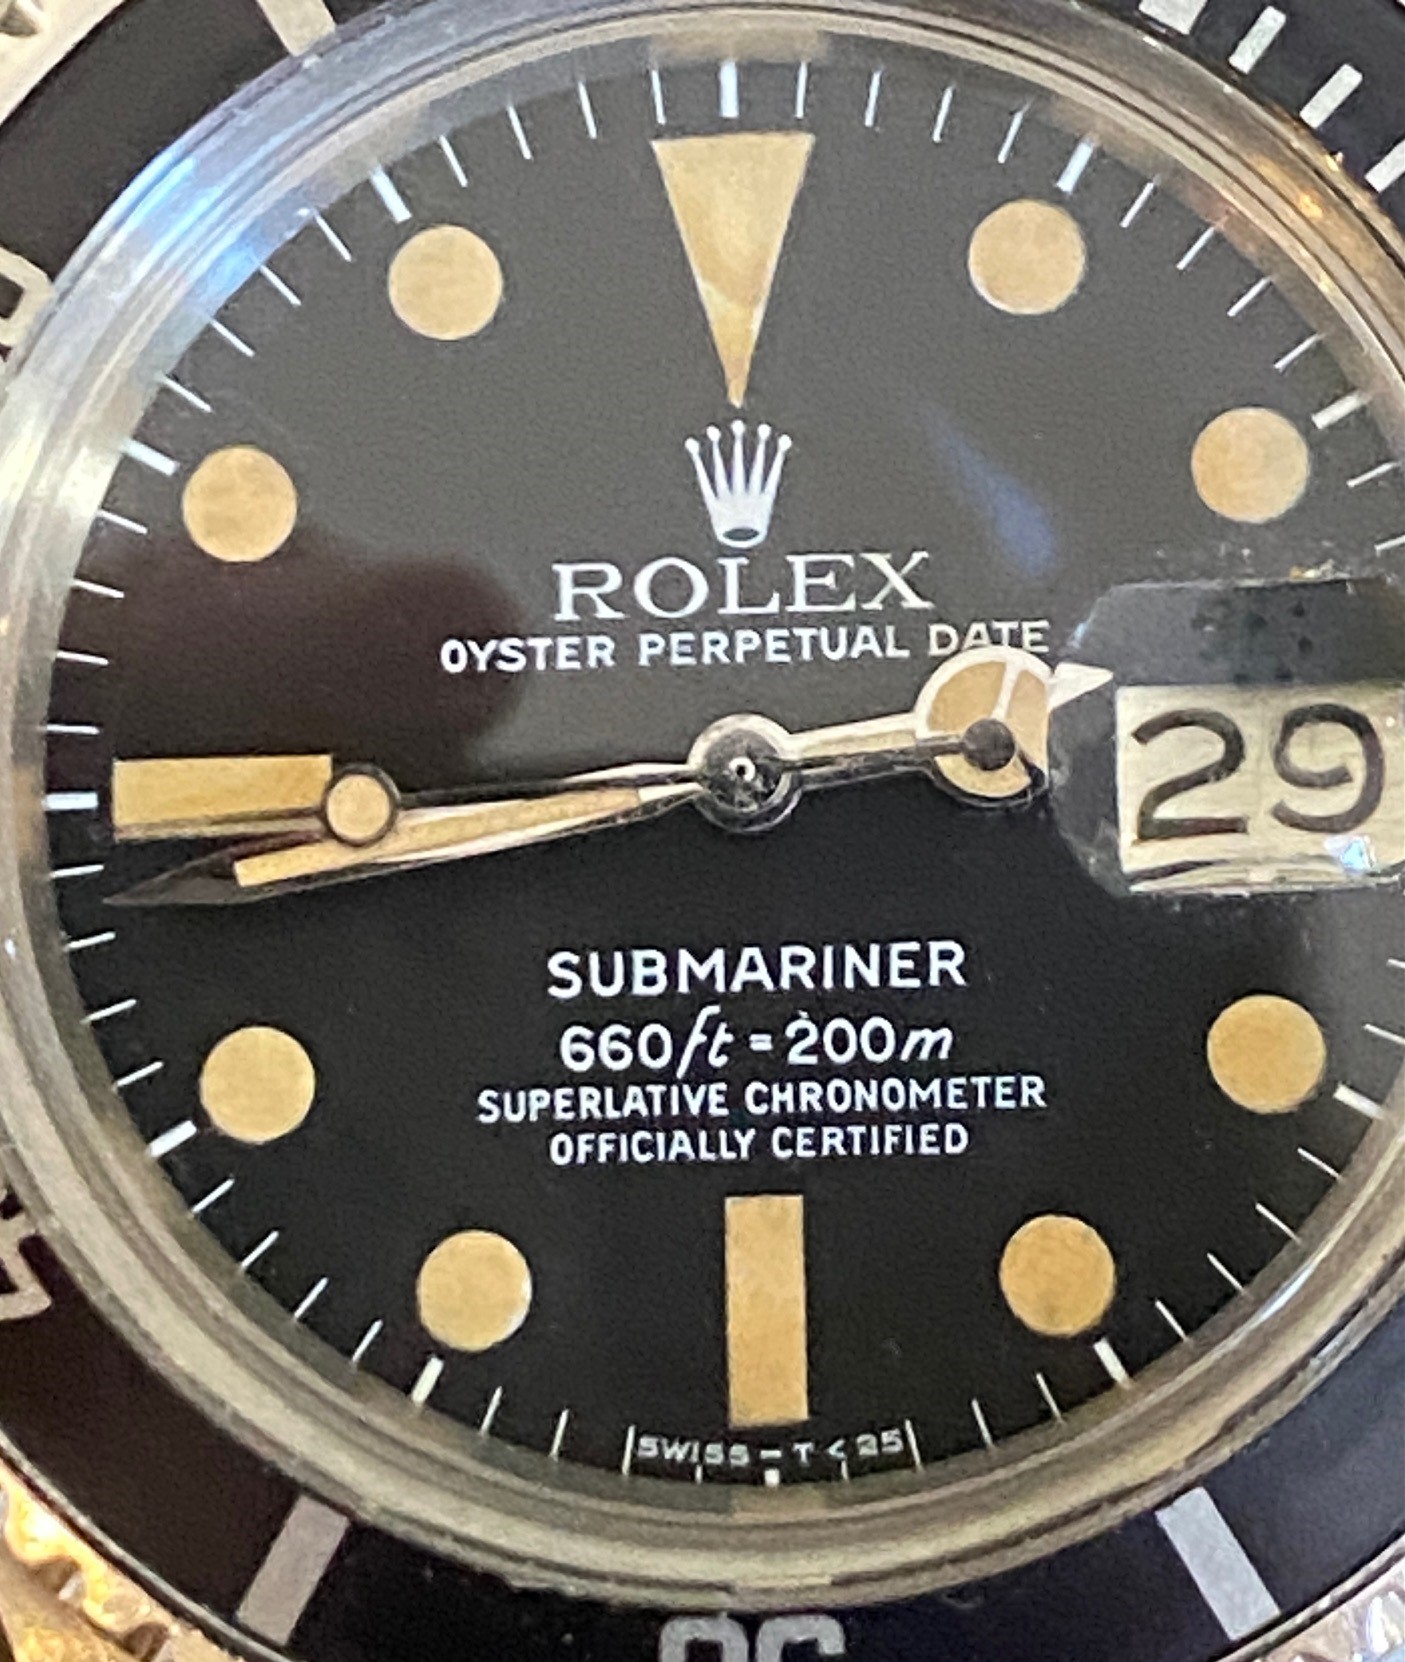 ROLEX
OYSTER PERPETUAL DATE
29
SUBMARINER
660ft = 200m
SUPERLATIVE CHRONOMETER
OFFICIALLY CERTIFIED
SWISS - T < 25